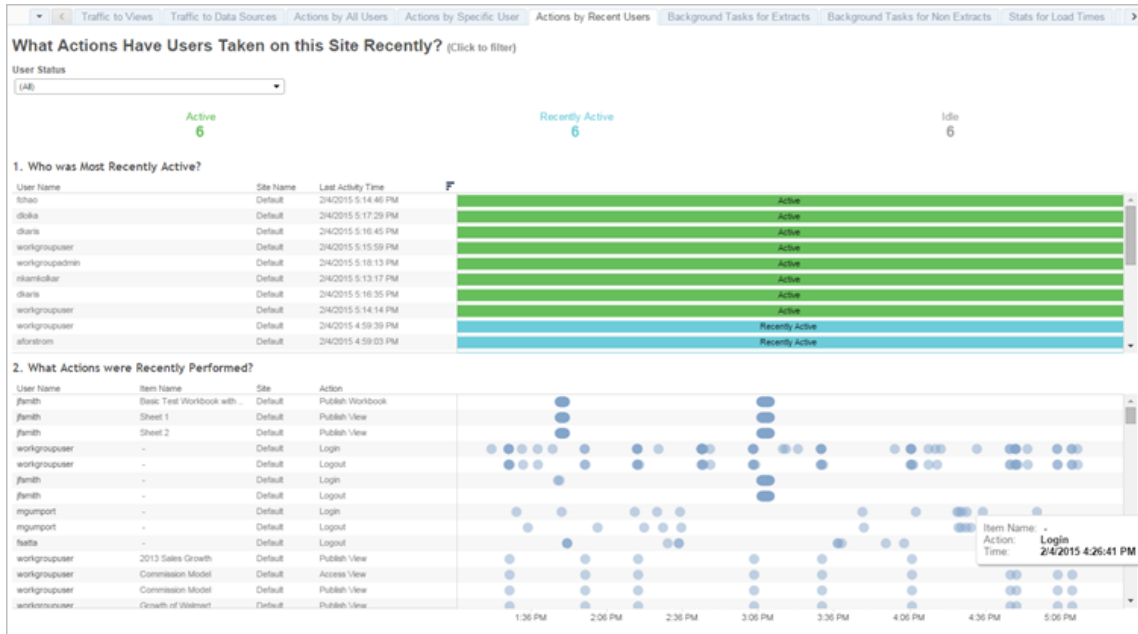 Traffic to Views Traffic to Data Sources Actions by All Users Actions by Specific User Actions by Recent Users Background Tasks for Extracts Background Tasks for Non Extracts Stats for Load Times
What Actions Have Users Taken on this Site Recently? (Click to filter)
User Status
(All)
Active Recently Active Idle
6 6 6
1. Who was Most Recently Active?
User Name Site Name Last Activity Time
fchao Default 2/4/2015 5:14:46 PM Active
dloika Default 2/4/2015 5:17:29 PM Active
dkaris Default 2/4/2015 5:16:45 PM Active
workgroupuser Default 2/4/2015 5:15:59 PM Active
workgroupadmin Default 2/4/2015 5:18:13 PM Active
nkamkolkar Default 2/4/2015 5:13:17 PM Active
dkaris Default 2/4/2015 5:16:35 PM Active
workgroupuser Default 2/4/2015 5:14:14 PM Active
workgroupuser Default 2/4/2015 4:59:39 PM Recently Active
aforstrom Default 2/4/2015 4:59:03 PM Recently Active
2. What Actions were Recently Performed?
User Name Item Name Site Action
jfsmith Basic Test Workbook with... Default Publish Workbook
jfsmith Sheet 1 Default Publish View
jfsmith Sheet 2 Default Publish View
workgroupuser - Default Login
workgroupuser - Default Logout
jfsmith - Default Login
jfsmith - Default Logout
mgumport - Default Login
mgumport - Default Logout
fsatta - Default Logout
workgroupuser 2013 Sales Growth Default Publish View
workgroupuser Commission Model Default Access View
workgroupuser Commission Model Default Publish View
workgroupuser Growth of Walmart Default Publish View
Item Name: -
Action: Login
Time: 2/4/2015 4:26:41 PM
1:36 PM 2:06 PM 2:36 PM 3:06 PM 3:36 PM 4:06 PM 4:36 PM 5:06 PM